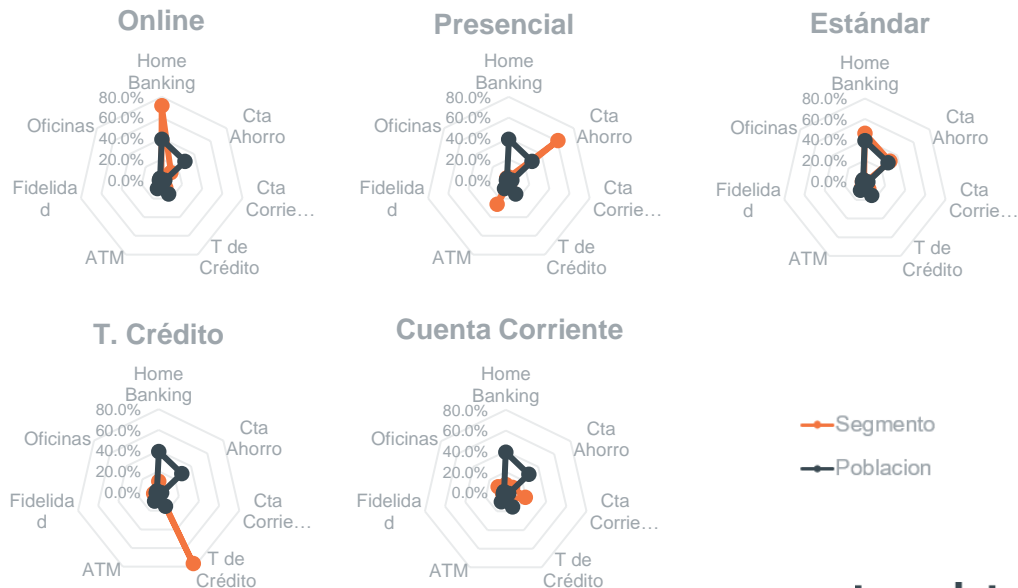 Online
Home
Banking
80.0%
60.0%
40.0%
20.0%
0.0%
Cta
Ahorro
Cta
Corrie…
T de
Crédito
ATM
Fidelida
d
Oficinas
Presencial
Home
Banking
80.0%
60.0%
40.0%
20.0%
0.0%
Cta
Ahorro
Cta
Corrie…
T de
Crédito
ATM
Fidelida
d
Oficinas
Estándar
Home
Banking
80.0%
60.0%
40.0%
20.0%
0.0%
Cta
Ahorro
Cta
Corrie…
T de
Crédito
ATM
Fidelida
d
Oficinas
T. Crédito
Home
Banking
80.0%
60.0%
40.0%
20.0%
0.0%
Cta
Ahorro
Cta
Corrie…
T de
Crédito
ATM
Fidelida
d
Oficinas
Cuenta Corriente
Home
Banking
80.0%
60.0%
40.0%
20.0%
0.0%
Cta
Ahorro
Cta
Corrie…
T de
Crédito
ATM
Fidelida
d
Oficinas
Segmento
Poblacion